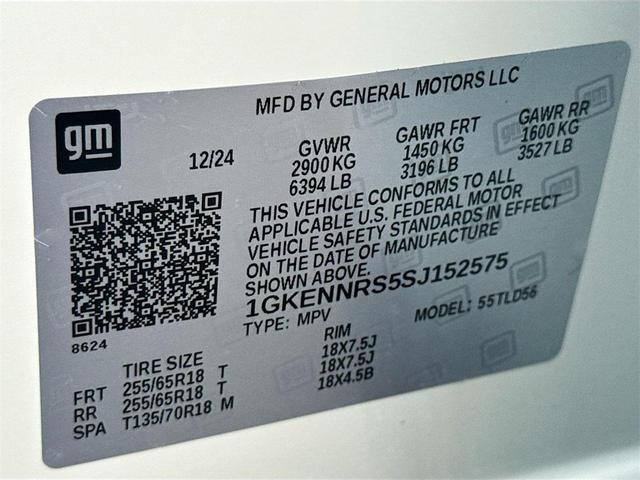 gm
MFD BY GENERAL MOTORS LLC
12/24
GVWR
2900 KG
6394 LB
GAWR FRT
1450 KG
3196 LB
GAWR RR
1600 KG
3527 LB
THIS VEHICLE CONFORMS TO ALL
APPLICABLE U.S. FEDERAL MOTOR
VEHICLE SAFETY STANDARDS IN EFFECT
ON THE DATE OF MANUFACTURE
SHOWN ABOVE.
1GKENNRS5SJ152575
TYPE: MPV
MODEL: 55TLD56
8624
TIRE SIZE
RIM
FRT 255/65R18 T 18X7.5J
RR 255/65R18 T 18X7.5J
SPA T135/70R18 M 18X4.5B